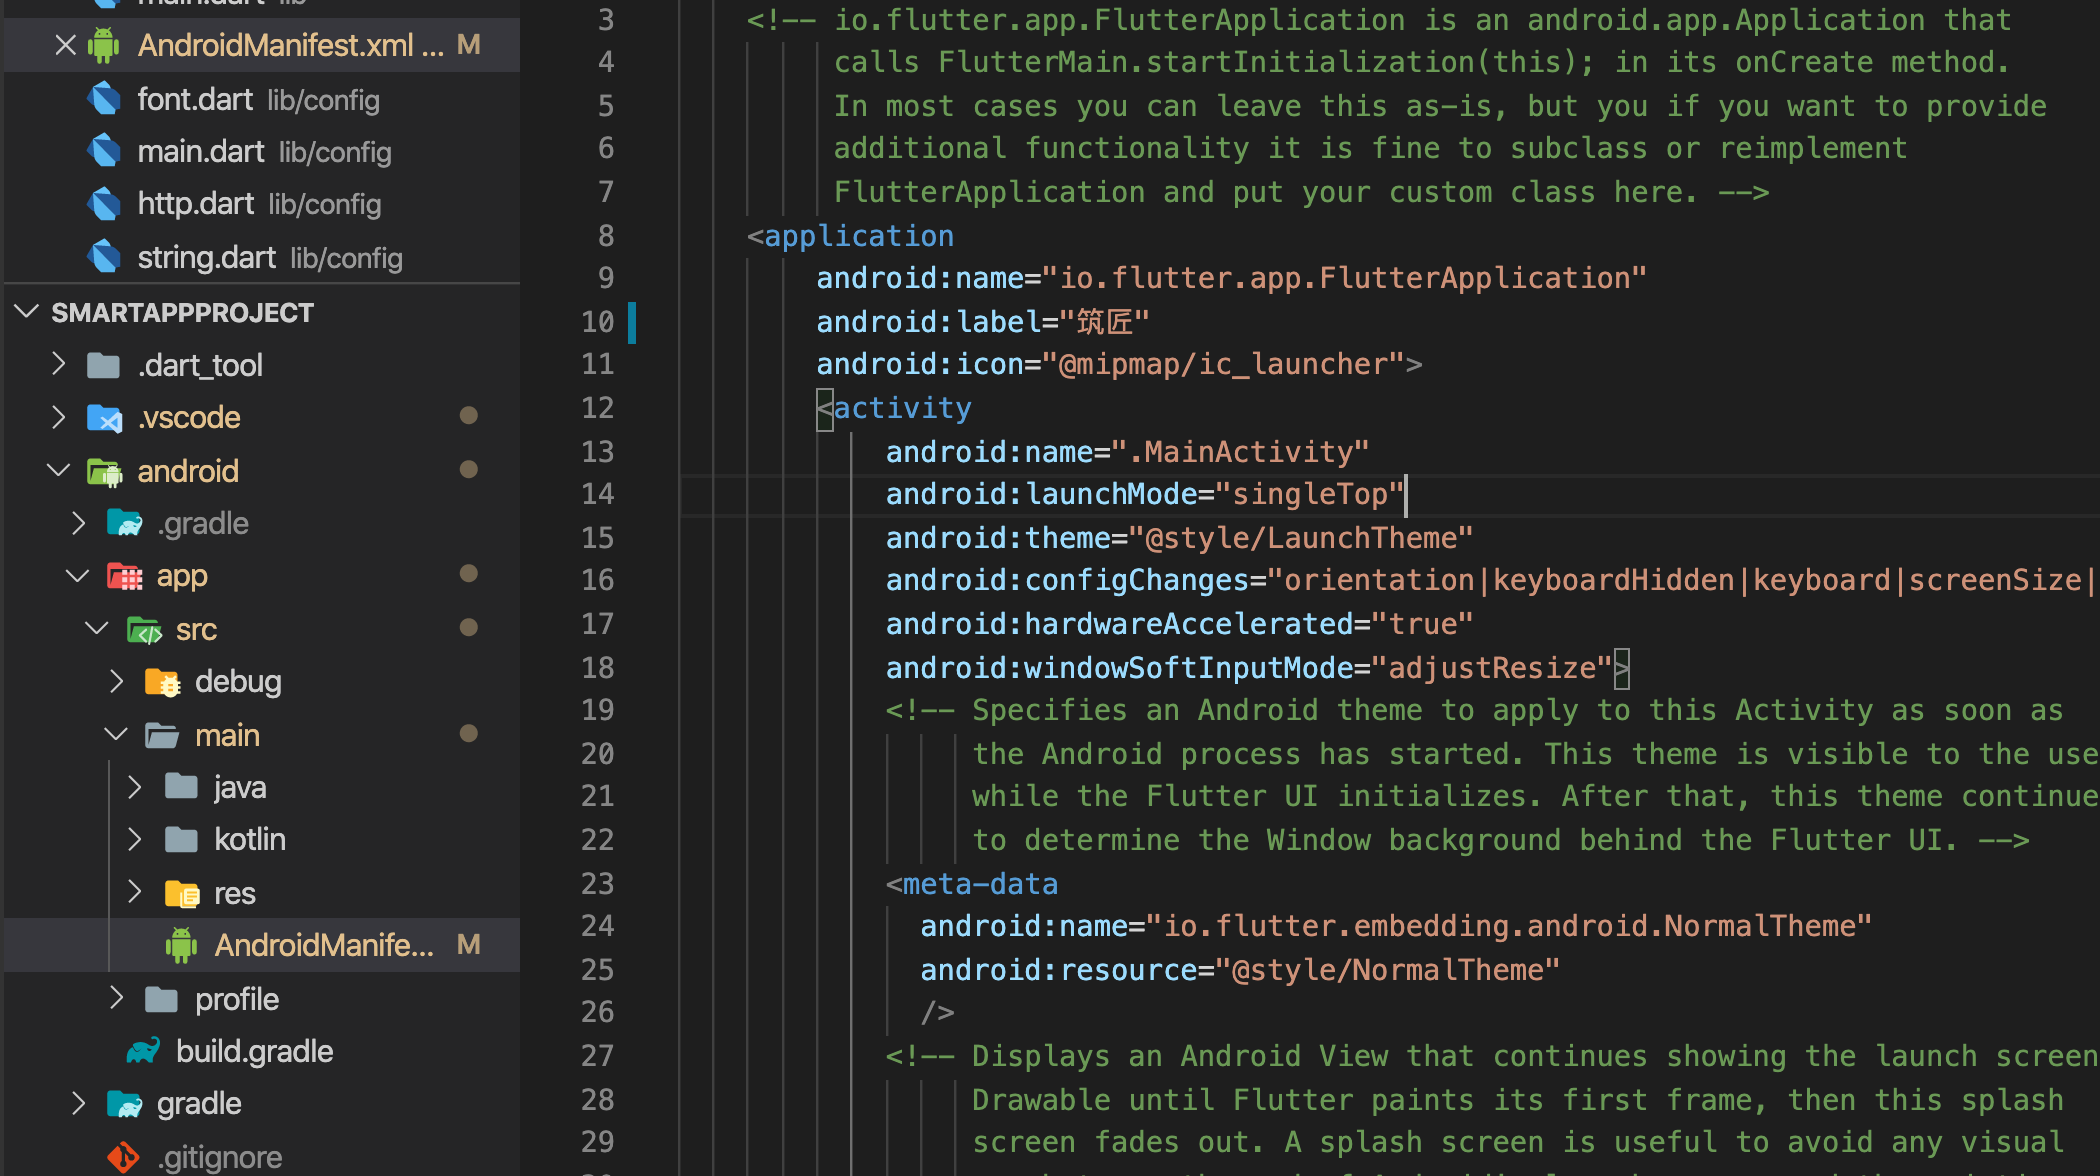 AndroidManifest.xml ... M
font.dart lib/config
main.dart lib/config
http.dart lib/config
string.dart lib/config
SMARTAPPPROJECT
.dart_tool
.vscode
android
.gradle
app
src
debug
main
java
kotlin
res
AndroidManife... M
profile
build.gradle
gradle
.gitignore
3 <!-- io.flutter.app.FlutterApplication is an android.app.Application that
4 calls FlutterMain.startInitialization(this); in its onCreate method.
5 In most cases you can leave this as-is, but you if you want to provide
6 additional functionality it is fine to subclass or reimplement
7 FlutterApplication and put your custom class here. -->
8 <application
9 android:name="io.flutter.app.FlutterApplication"
10 android:label="筑匠"
11 android:icon="@mipmap/ic_launcher">
12 <activity
13 android:name=".MainActivity"
14 android:launchMode="singleTop"
15 android:theme="@style/LaunchTheme"
16 android:configChanges="orientation|keyboardHidden|keyboard|screenSize|
17 android:hardwareAccelerated="true"
18 android:windowSoftInputMode="adjustResize">
19 <!-- Specifies an Android theme to apply to this Activity as soon as
20 the Android process has started. This theme is visible to the use
21 while the Flutter UI initializes. After that, this theme continue
22 to determine the Window background behind the Flutter UI. -->
23 <meta-data
24 android:name="io.flutter.embedding.android.NormalTheme"
25 android:resource="@style/NormalTheme"
26 />
27 <!-- Displays an Android View that continues showing the launch screen
28 Drawable until Flutter paints its first frame, then this splash
29 screen fades out. A splash screen is useful to avoid any visual